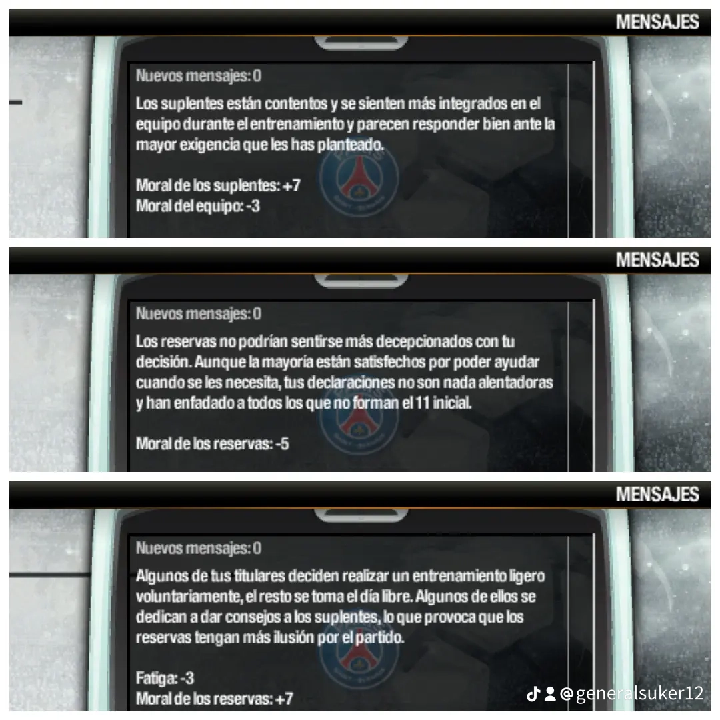 MENSAJES
Nuevos mensajes: 0
Los suplentes están contentos y se sienten más integrados en el
equipo durante el entrenamiento y parecen responder bien ante la
mayor exigencia que les has planteado.
Moral de los suplentes: +7
Moral del equipo: -3
MENSAJES
Nuevos mensajes: 0
Los reservas no podrían sentirse más decepcionados con tu
decisión. Aunque la mayoría están satisfechos por poder ayudar
cuando se les necesita, tus declaraciones no son nada alentadoras
y han enfadado a todos los que no forman el 11 inicial.
Moral de los reservas: -5
MENSAJES
Nuevos mensajes: 0
Algunos de tus titulares deciden realizar un entrenamiento ligero
voluntariamente, el resto se toma el día libre. Algunos de ellos se
dedican a dar consejos a los suplentes, lo que provoca que los
reservas tengan más ilusión por el partido.
Fatiga: -3
Moral de los reservas: +7
@generalsuker12